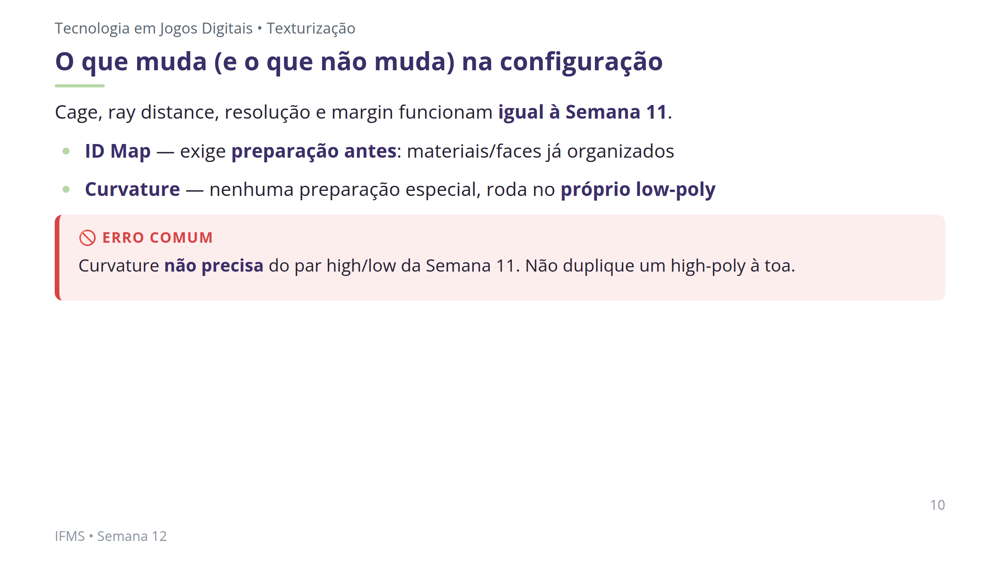 Tecnologia em Jogos Digitais • Texturização
O que muda (e o que não muda) na configuração
Cage, ray distance, resolução e margin funcionam igual à Semana 11.
• ID Map — exige preparação antes: materiais/faces já organizados
• Curvature — nenhuma preparação especial, roda no próprio low-poly
🚫 ERRO COMUM
Curvature não precisa do par high/low da Semana 11. Não duplique um high-poly à toa.
10
IFMS • Semana 12